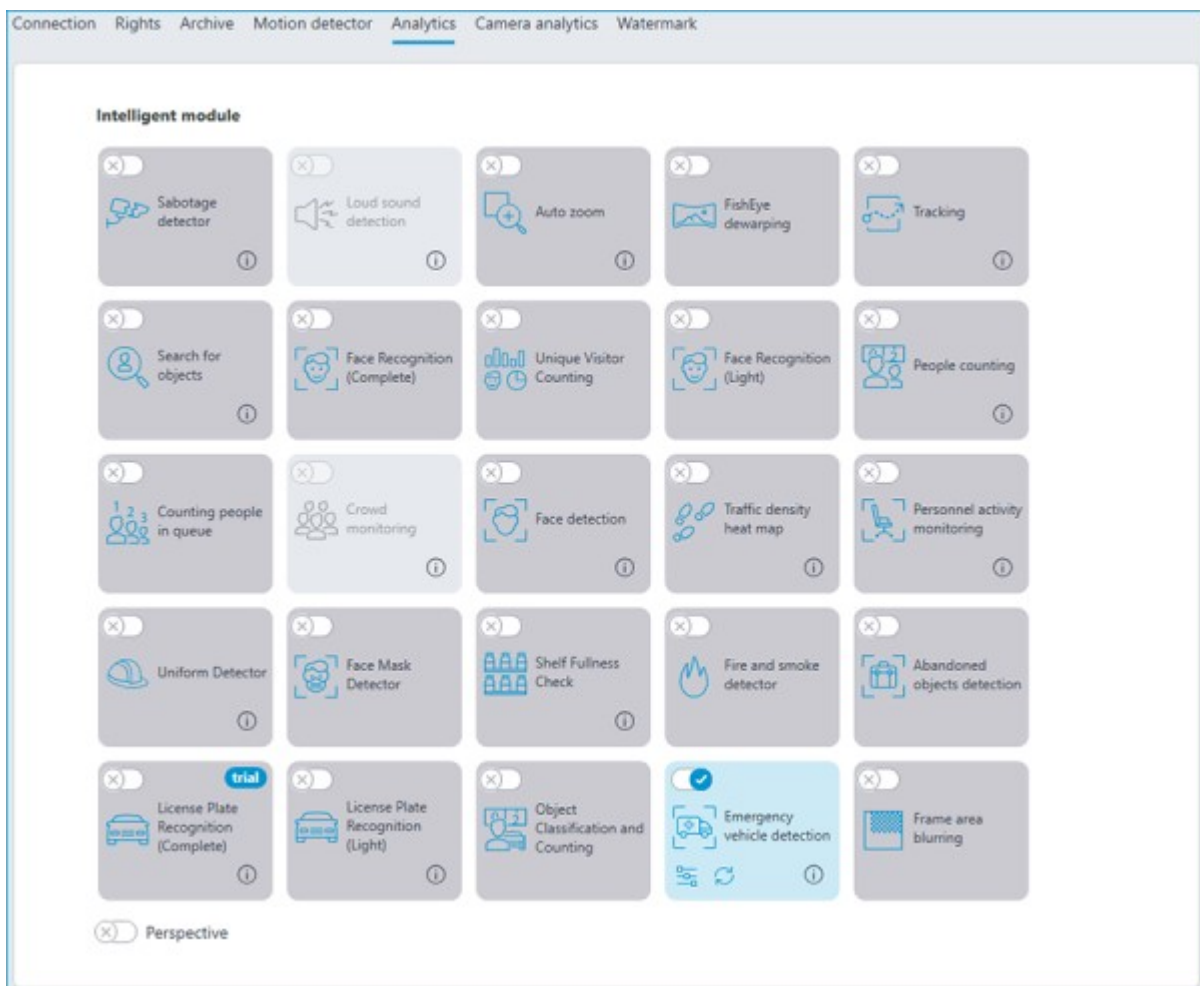 Connection Rights Archive Motion detector Analytics Camera analytics Watermark
Intelligent module
Sabotage
detector
Loud sound
detection
Auto zoom
FishEye
dewarping
Tracking
Search for
objects
Face Recognition
(Complete)
Unique Visitor
Counting
Face Recognition
(Light)
People counting
1 2 3
Counting people
in queue
Crowd
monitoring
Face detection
Traffic density
heat map
Personnel activity
monitoring
Uniform Detector
Face Mask
Detector
Shelf Fullness
Check
Fire and smoke
detector
Abandoned
objects detection
trial
License Plate
Recognition
(Complete)
License Plate
Recognition
(Light)
Object
Classification and
Counting
Emergency
vehicle detection
Frame area
blurring
Perspective